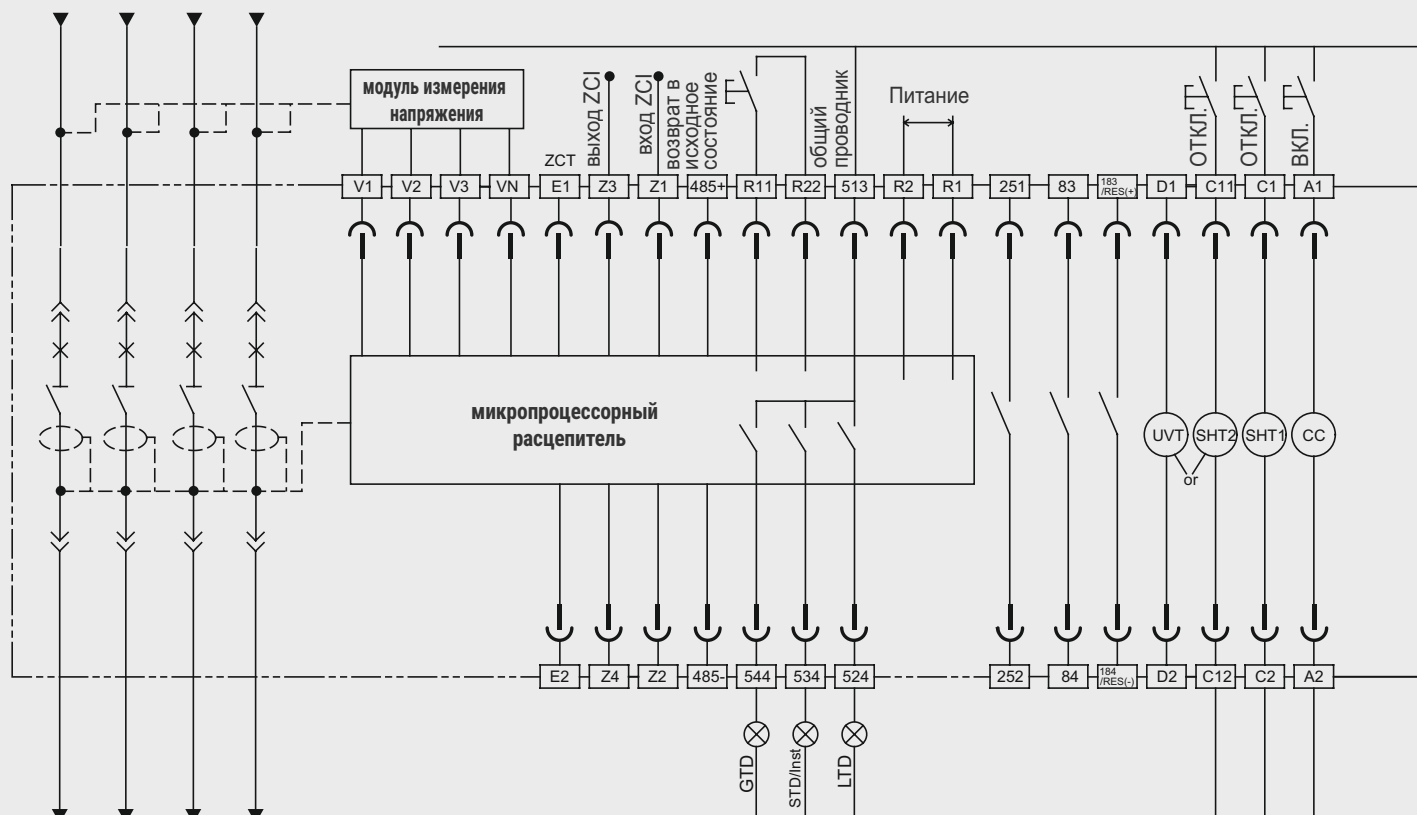 модуль измерения
напряжения
ZCT
выход ZCI
вход ZCI
возврат в
исходное
состояние
общий
проводник
Питание
ОТКЛ.
ОТКЛ.
ВКЛ.
V1 V2 V3 VN E1 Z3 Z1 485+ R11 R22 513 R2 R1 251 83 183 /RES(+) D1 C11 C1 A1
микропроцессорный
расцепитель
UVT SHT2 SHT1 CC
or
E2 Z4 Z2 485- 544 534 524 252 84 184 /RES(-) D2 C12 C2 A2
GTD
STD/Inst
LTD